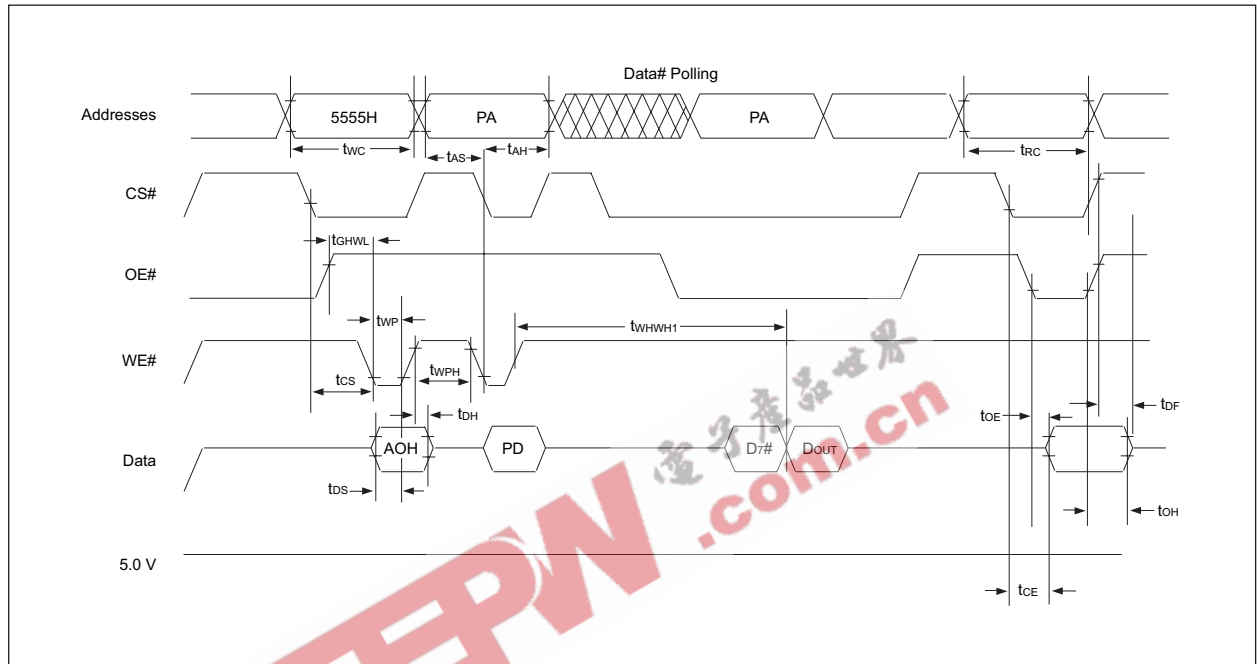 Data# Polling
Addresses
5555H
PA
PA
tWC
tAS
tAH
tRC
CS#
tGHWL
OE#
tWP
tWHWH1
WE#
tCS
tWPH
tDH
tOE
tDF
Data
AOH
PD
D7#
DOUT
tDS
tOH
5.0 V
tCE
電子產品世界
EEPW
.com.cn